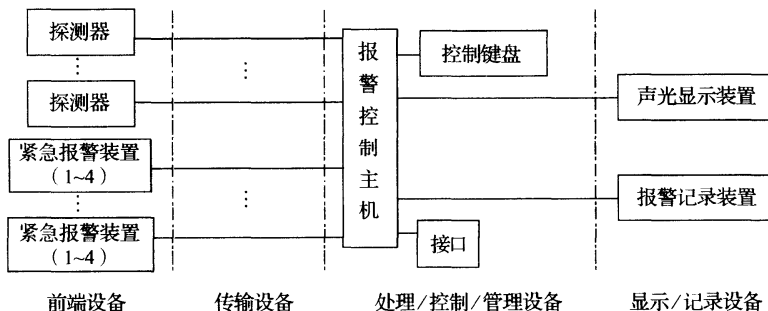 探测器
探测器
紧急报警装置
(1~4)
紧急报警装置
(1~4)
报警控制主机
控制键盘
接口
声光显示装置
报警记录装置
前端设备
传输设备
处理/控制/管理设备
显示/记录设备